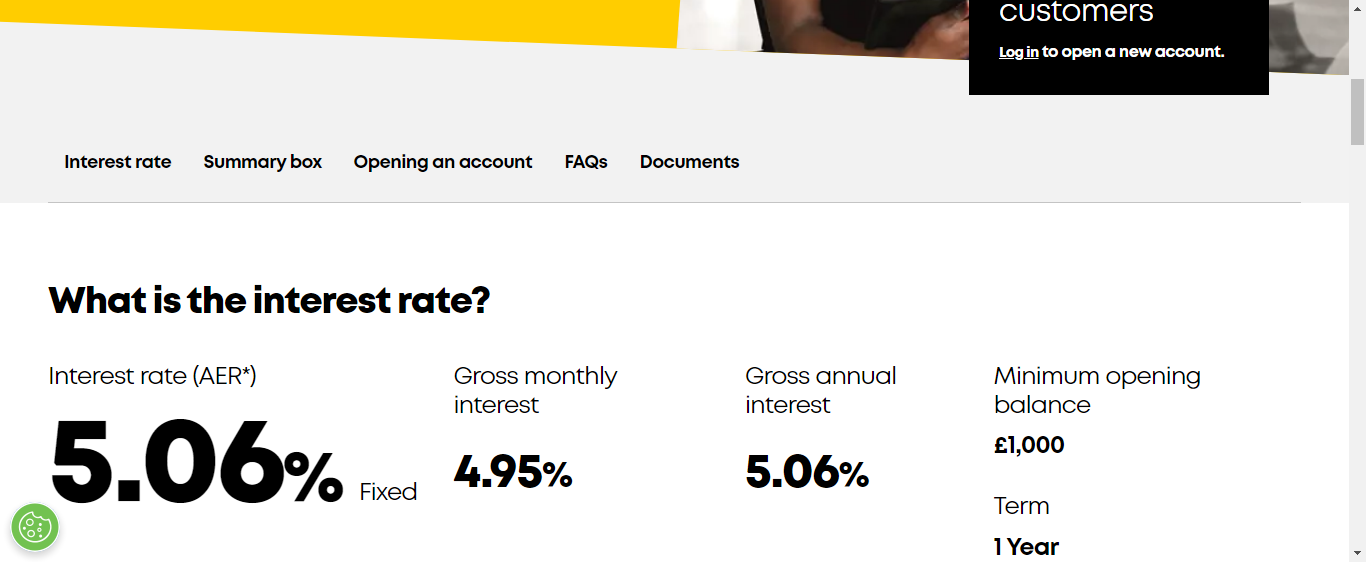 customers
Log in to open a new account.
Interest rate Summary box Opening an account FAQs Documents
What is the interest rate?
Interest rate (AER*)
5.06% Fixed
Gross monthly
interest
4.95%
Gross annual
interest
5.06%
Minimum opening
balance
£1,000
Term
1 Year